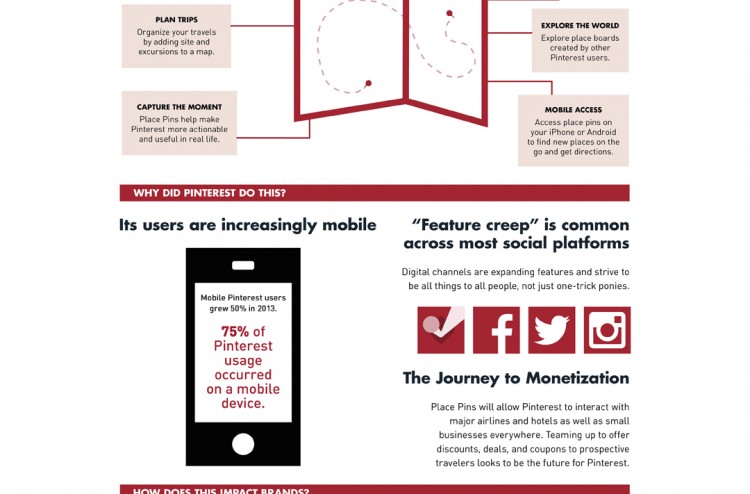 PLAN TRIPS
Organize your travels
by adding site and
excursions to a map.
EXPLORE THE WORLD
Explore place boards
created by other
Pinterest users.
CAPTURE THE MOMENT
Place Pins help make
Pinterest more actionable
and useful in real life.
MOBILE ACCESS
Access place pins on
your iPhone or Android
to find new places on the
go and get directions.
WHY DID PINTEREST DO THIS?
Its users are increasingly mobile
Mobile Pinterest users
grew 50% in 2013.
75% of
Pinterest
usage
occurred
on a mobile
device.
“Feature creep” is common
across most social platforms
Digital channels are expanding features and strive to
be all things to all people, not just one-trick ponies.
The Journey to Monetization
Place Pins will allow Pinterest to interact with
major airlines and hotels as well as small
businesses everywhere. Teaming up to offer
discounts, deals, and coupons to prospective
travelers looks to be the future for Pinterest.
HOW DOES THIS IMPACT BRANDS?